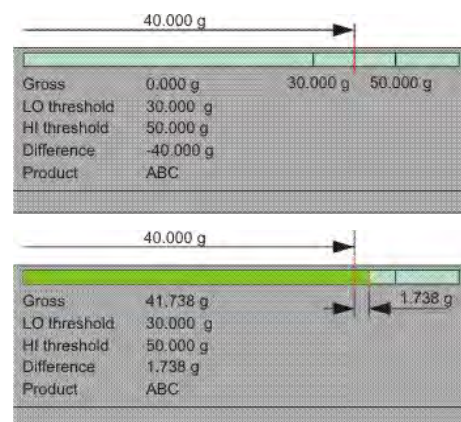 40.000 g
Gross 0.000 g 30.000 g 50.000 g
LO threshold 30.000 g
HI threshold 50.000 g
Difference -40.000 g
Product ABC
40.000 g
Gross 41.738 g 1.738 g
LO threshold 30.000 g
HI threshold 50.000 g
Difference 1.738 g
Product ABC